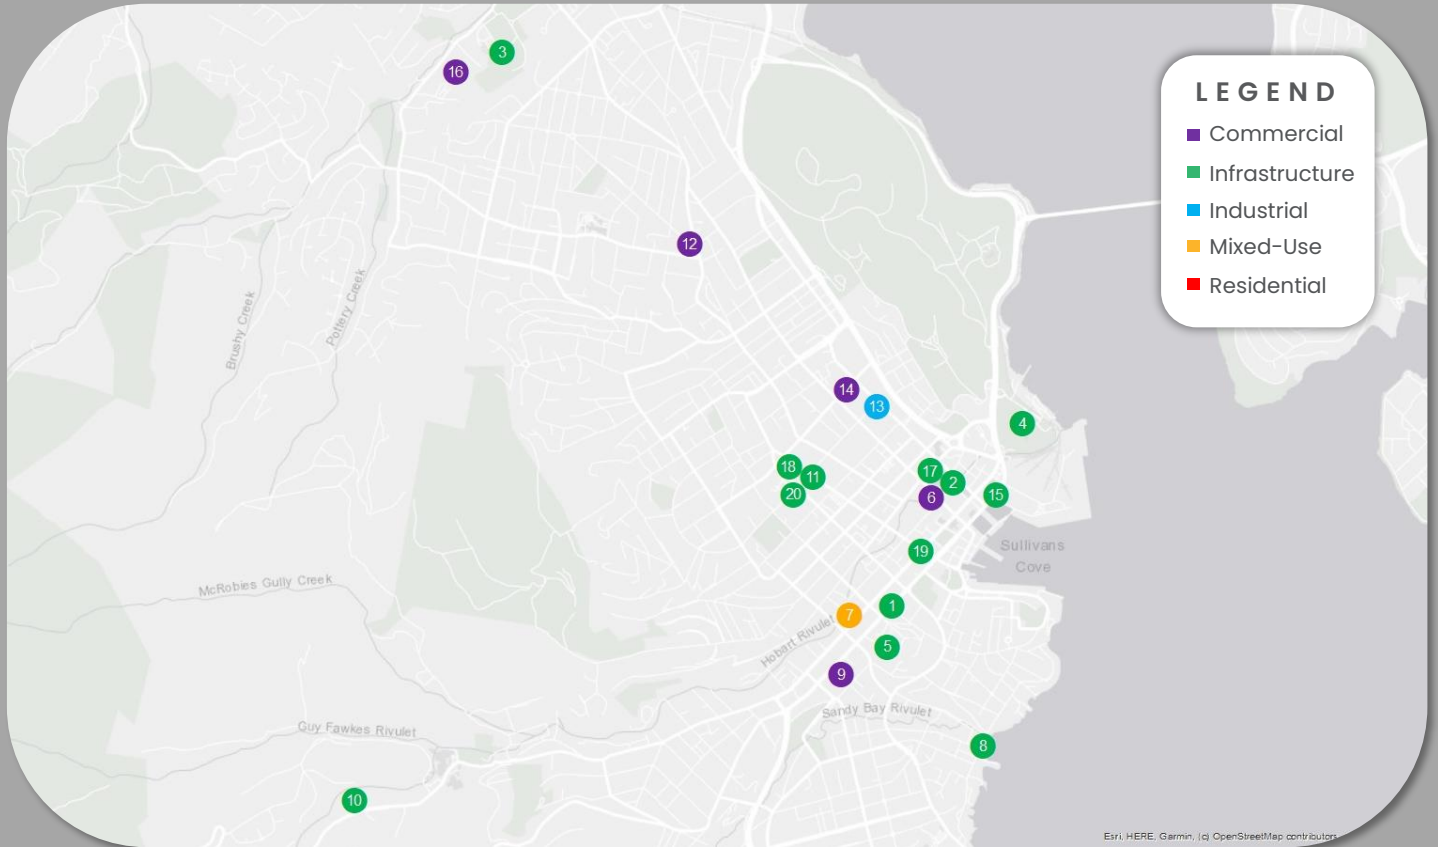 3
16
LEGEND
Commercial
Infrastructure
Industrial
Mixed-Use
Residential
12
Brushy Creek
Pottery Creek
14
13
4
18
11
20
17
2
6
15
19
Sullivans
Cove
McRobies Gully Creek
1
7
Hobart Rivulet
5
9
Sandy Bay Rivulet
Guy Fawkes Rivulet
8
10
Esri, HERE, Garmin, (c) OpenStreetMap contributors